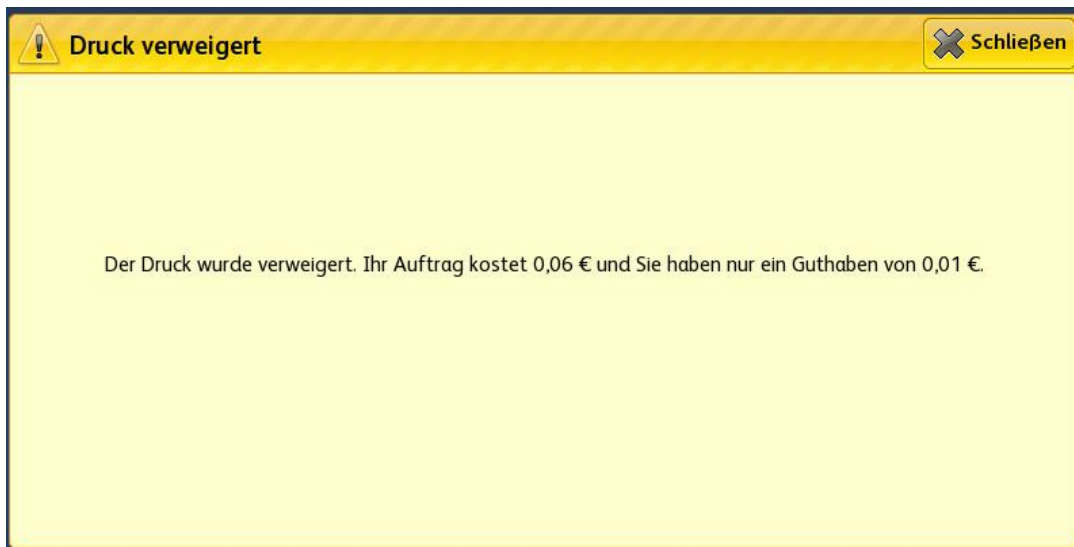 Druck verweigert
Schließen
Der Druck wurde verweigert. Ihr Auftrag kostet 0,06 € und Sie haben nur ein Guthaben von 0,01 €.